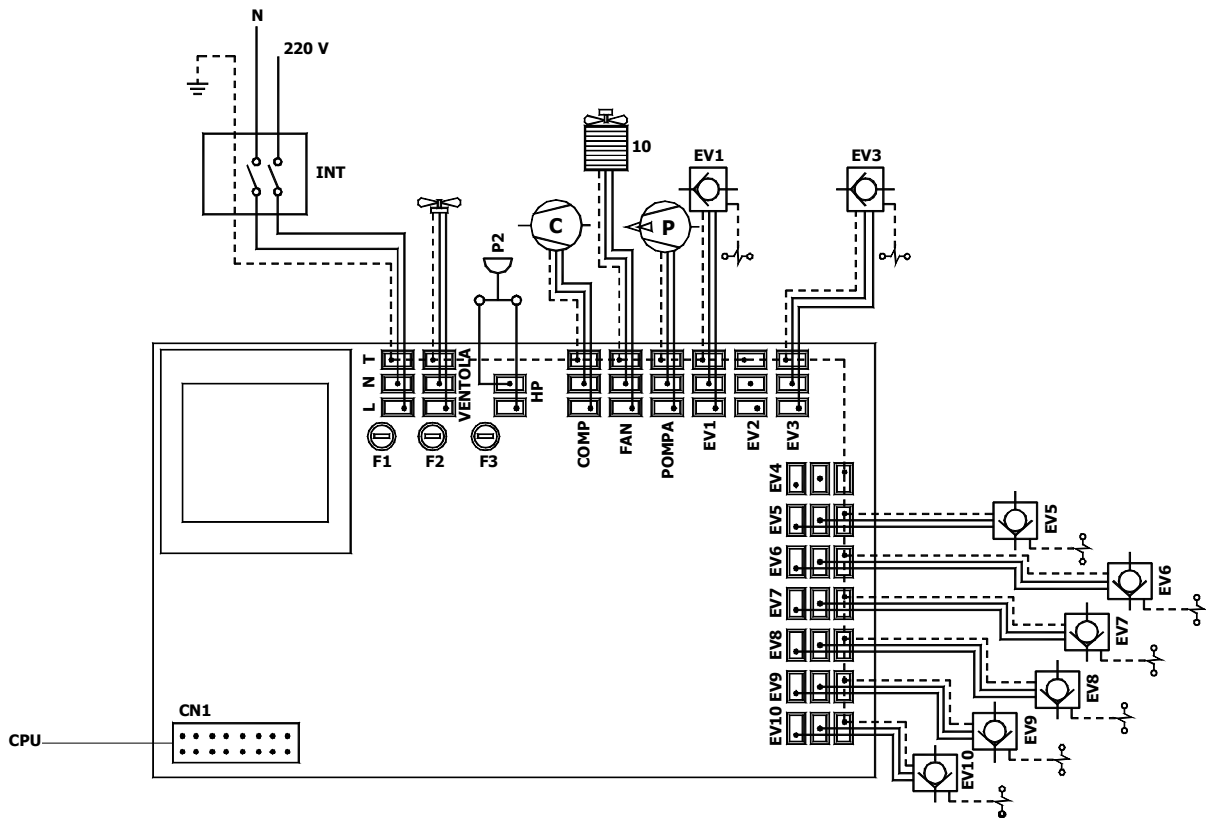 N
220 V
INT
10
EV1
EV3
C
P
P2
T
N
L
VENTOLA
HP
F1
F2
F3
COMP
FAN
POMPA
EV1
EV2
EV3
EV4
EV5
EV6
EV7
EV8
EV9
EV10
EV5
EV6
EV7
EV8
EV9
EV10
CN1
CPU